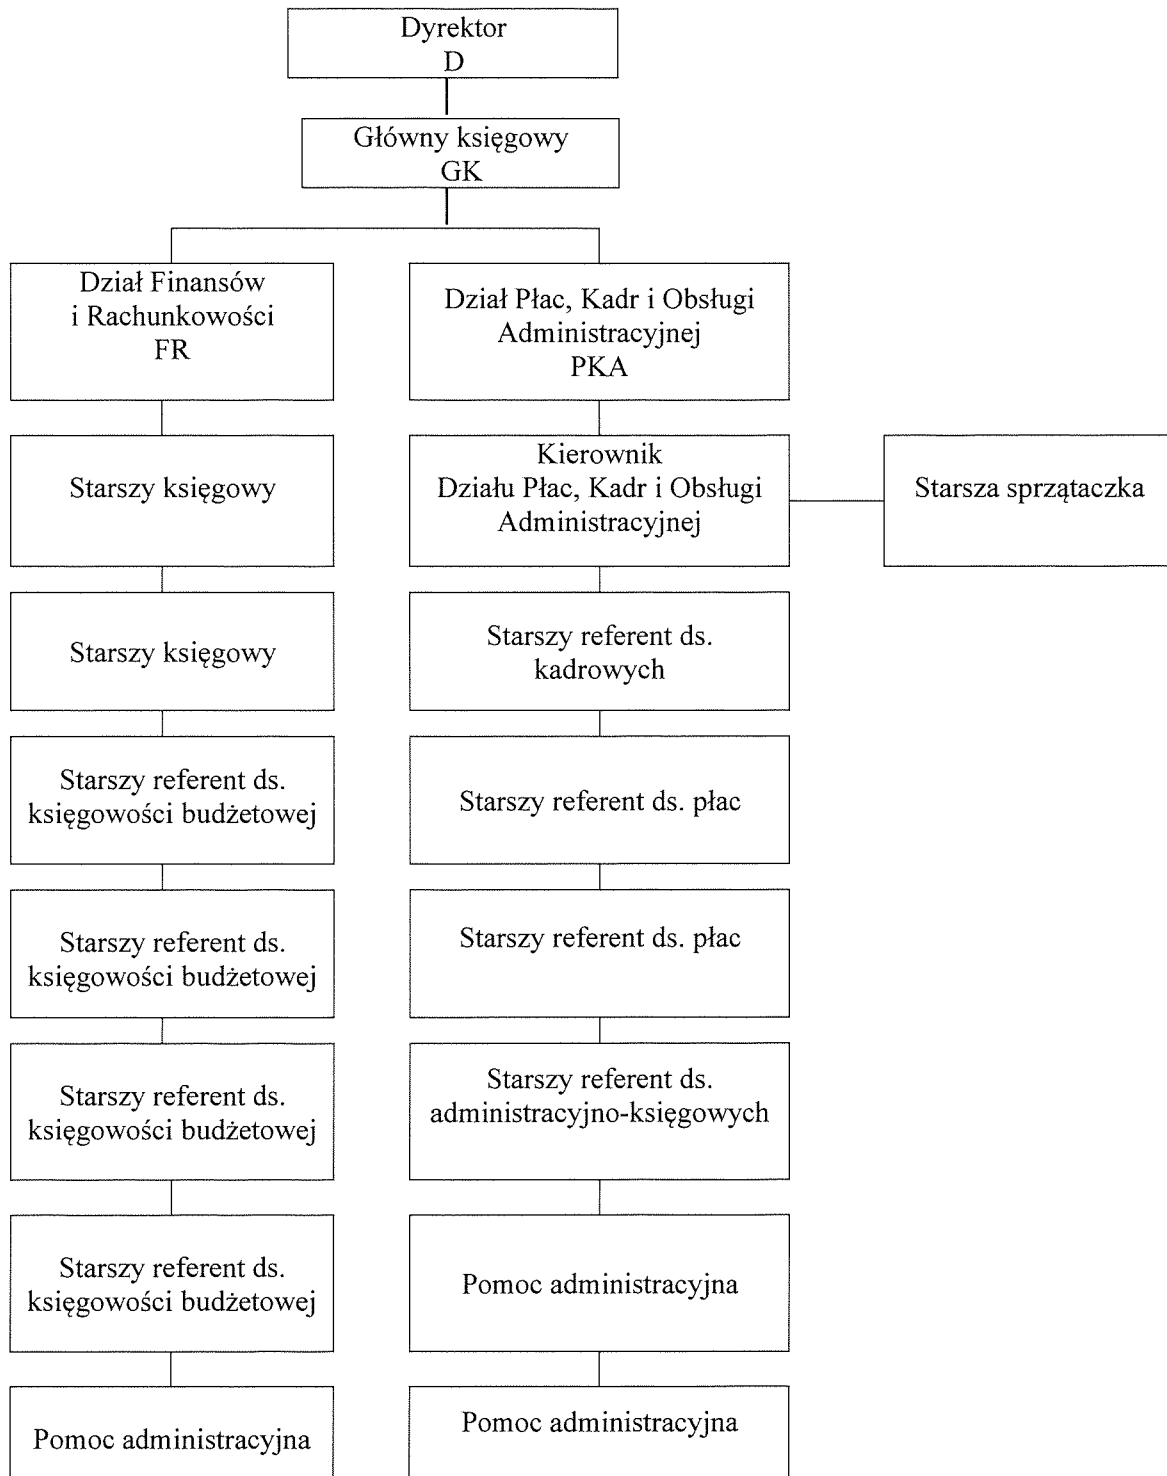 Dyrektor
D
Główny księgowy
GK
Dział Finansów
i Rachunkowości
FR
Dział Płac, Kadr i Obsługi
Administracyjnej
PKA
Starszy księgowy
Kierownik
Działu Płac, Kadr i Obsługi
Administracyjnej
Starsza sprzątaczka
Starszy księgowy
Starszy referent ds.
kadrowych
Starszy referent ds.
księgowości budżetowej
Starszy referent ds. płac
Starszy referent ds.
księgowości budżetowej
Starszy referent ds. płac
Starszy referent ds.
księgowości budżetowej
Starszy referent ds.
administracyjno-księgowych
Starszy referent ds.
księgowości budżetowej
Pomoc administracyjna
Pomoc administracyjna
Pomoc administracyjna